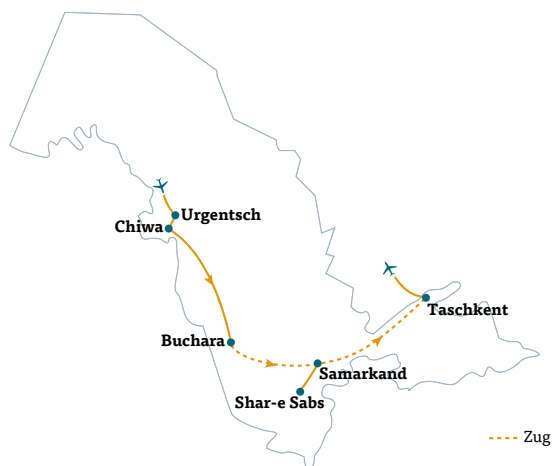 Urgentsch
Chiwa
Taschkent
Buchara
Samarkand
Shar-e Sabs
Zug